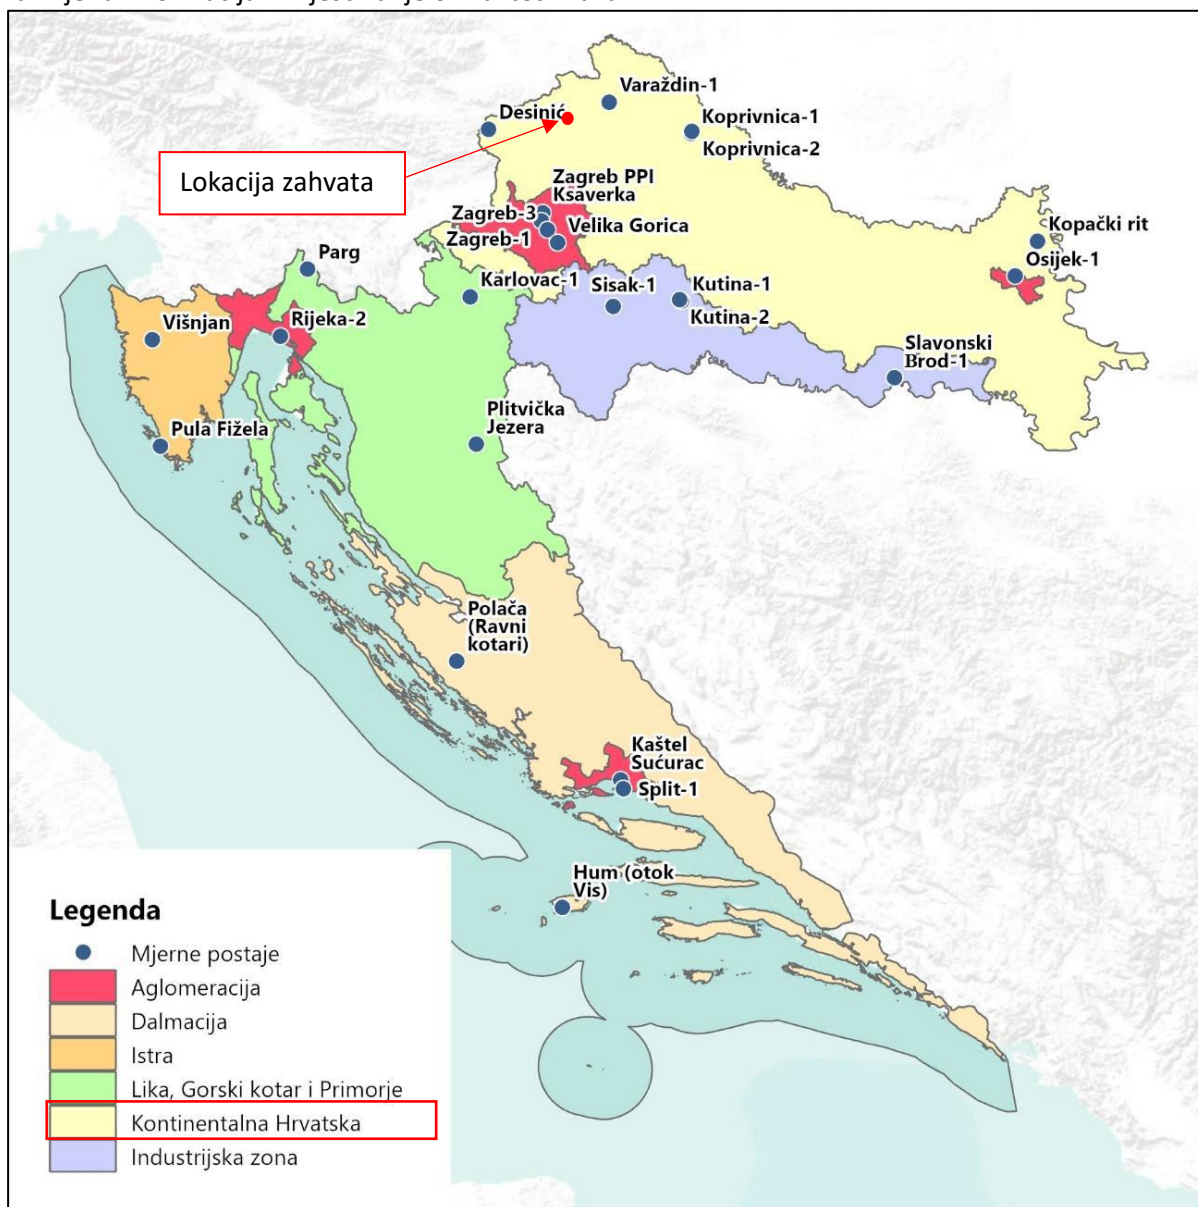 Varaždin-1
Desinić
Koprivnica-1
Koprivnica-2
Lokacija zahvata
Zagreb PPI
Ksaverka
Zagreb-3
Velika Gorica
Zagreb-1
Kopački rit
Osijek-1
Parg
Karlovac-1
Sisak-1
Kutina-1
Kutina-2
Višnjan
Rijeka-2
Slavonski
Brod-1
Plitvička
Jezera
Pula Fižela
Polača
(Ravni
kotari)
Kaštel
Sućurac
Split-1
Hum (otok
Vis)
Legenda
Mjerne postaje
Aglomeracija
Dalmacija
Istra
Lika, Gorski kotar i Primorje
Kontinentalna Hrvatska
Industrijska zona